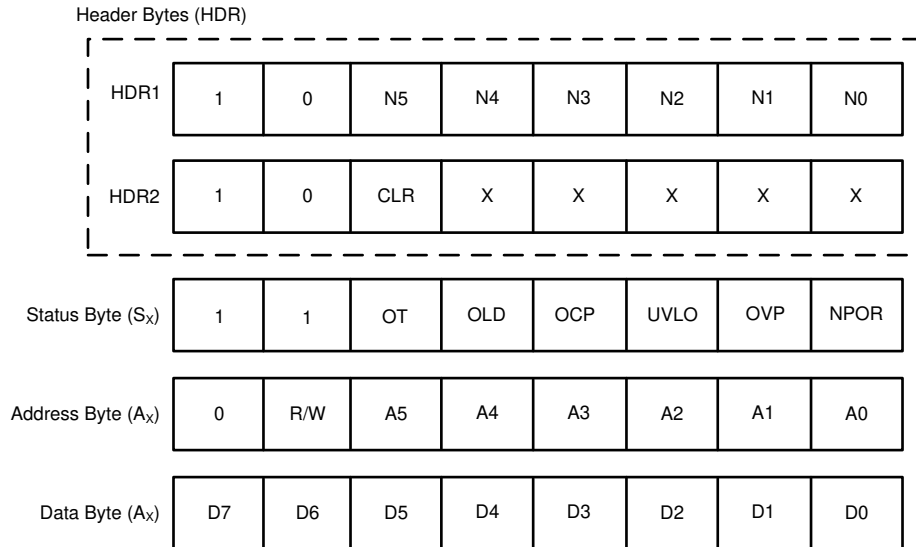 Header Bytes (HDR)
HDR1 1 0 N5 N4 N3 N2 N1 N0
HDR2 1 0 CLR X X X X X
Status Byte (SX) 1 1 OT OLD OCP UVLO OVP NPOR
Address Byte (AX) 0 R/W A5 A4 A3 A2 A1 A0
Data Byte (AX) D7 D6 D5 D4 D3 D2 D1 D0